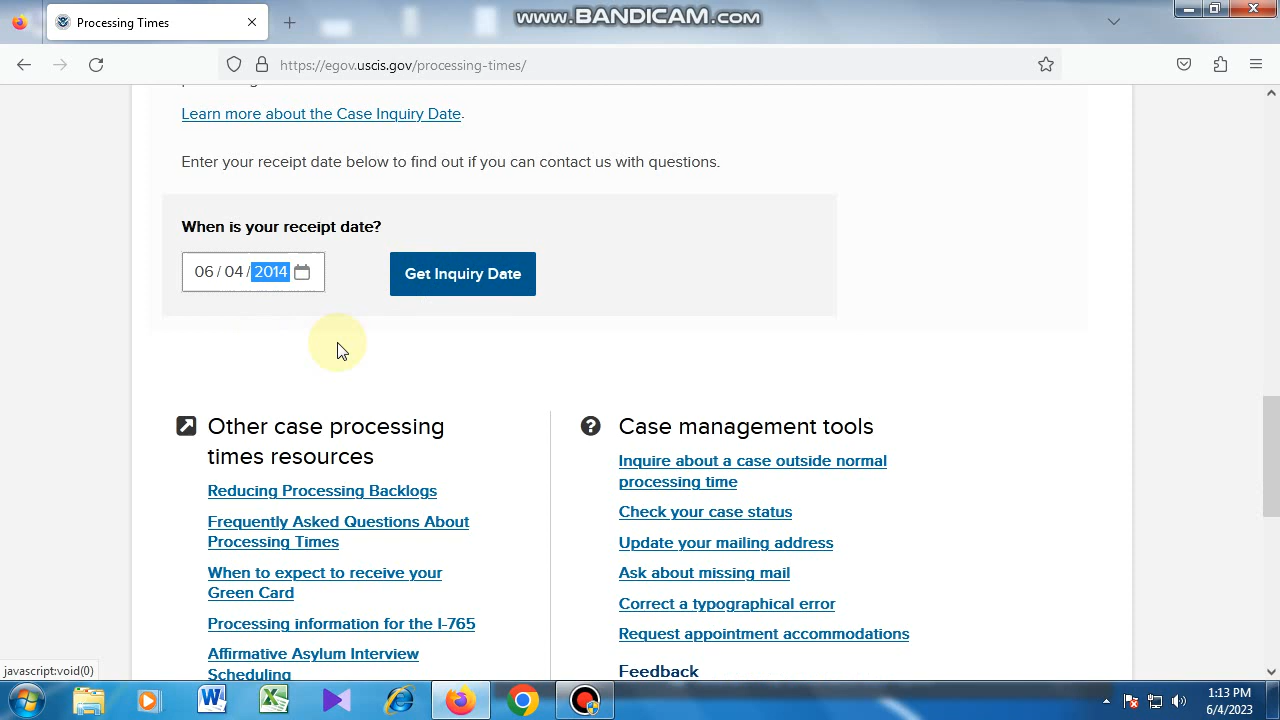 Processing Times
www.BANDICAM.com
https://egov.uscis.gov/processing-times/
Learn more about the Case Inquiry Date.
Enter your receipt date below to find out if you can contact us with questions.
When is your receipt date?
06 / 04 / 2014
Get Inquiry Date
Other case processing
times resources
Reducing Processing Backlogs
Frequently Asked Questions About
Processing Times
When to expect to receive your
Green Card
Processing information for the I-765
Affirmative Asylum Interview
Scheduling
Case management tools
Inquire about a case outside normal
processing time
Check your case status
Update your mailing address
Ask about missing mail
Correct a typographical error
Request appointment accommodations
Feedback
javascript:void(0)
1:13 PM
6/4/2023